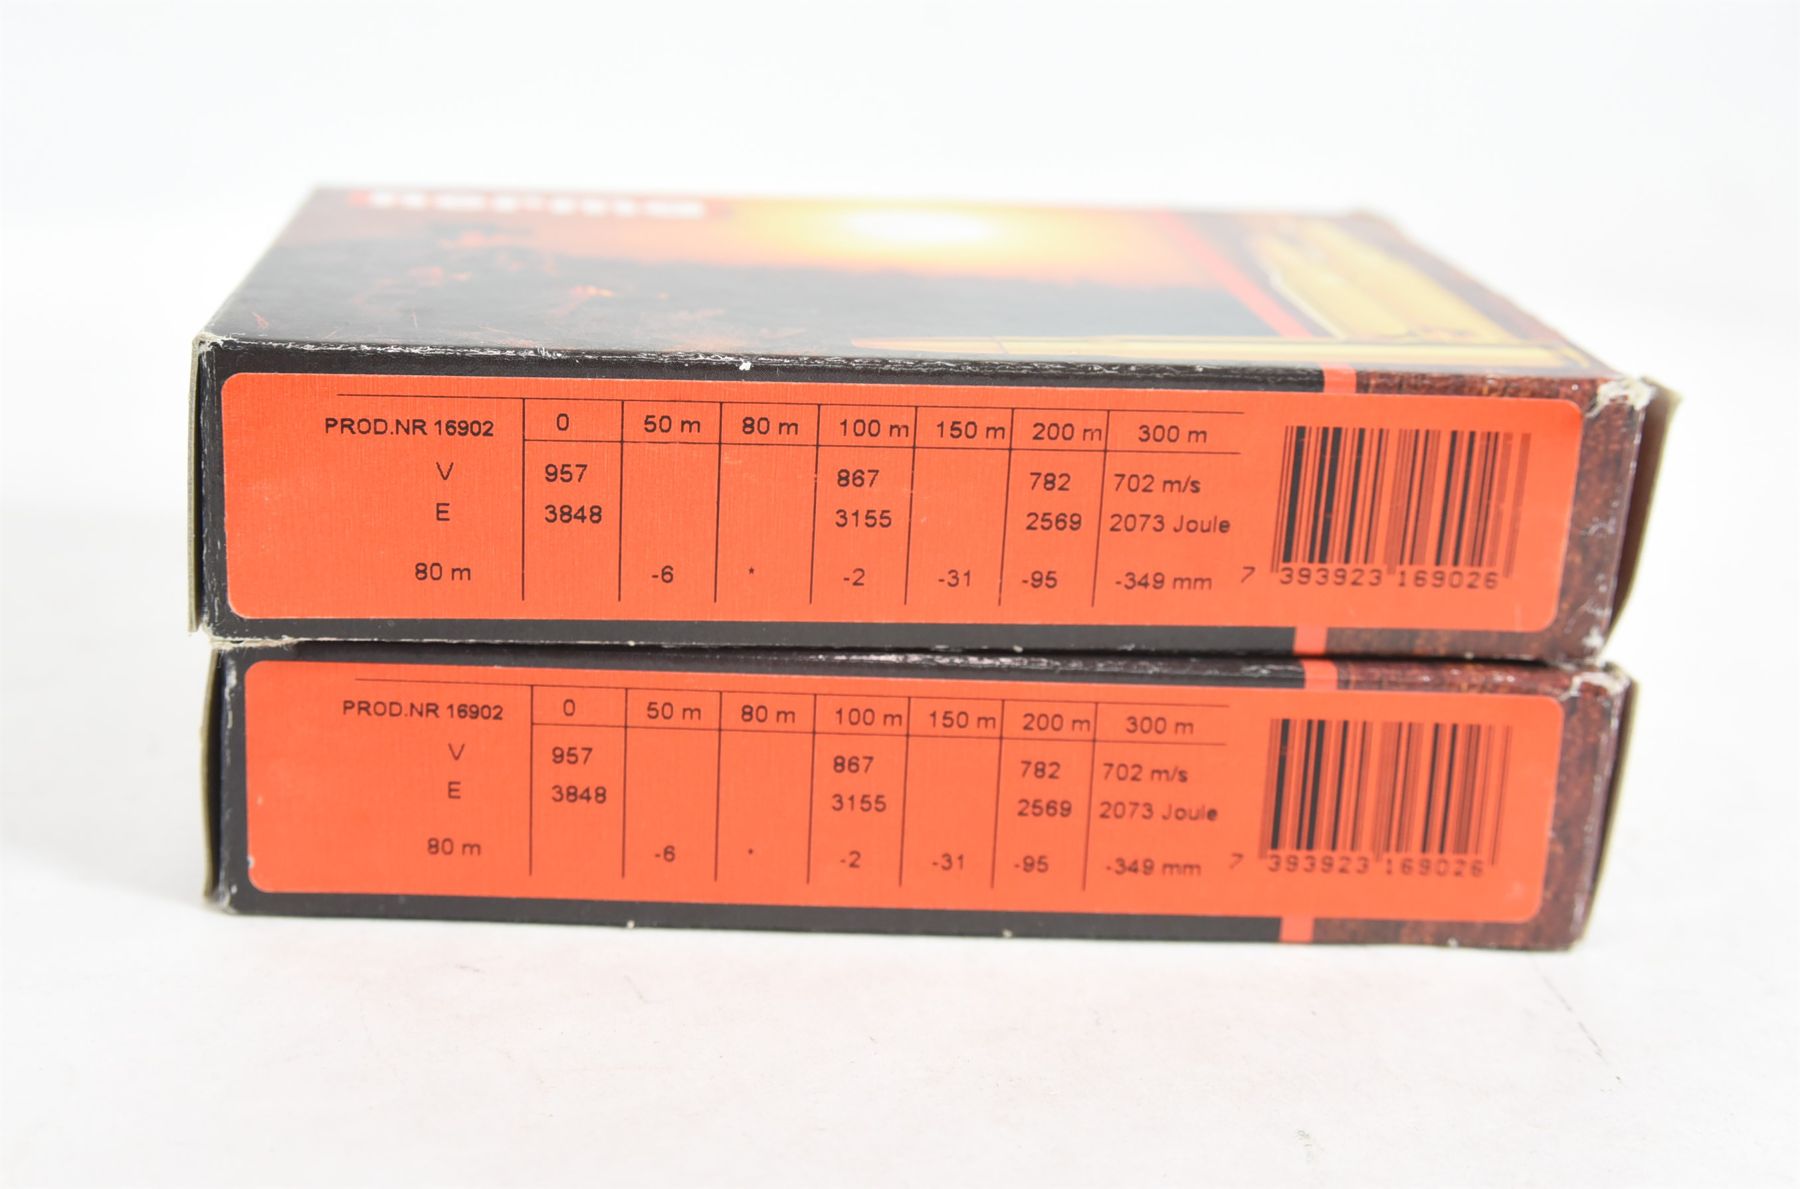 norma
PROD.NR 16902 0 50 m 80 m 100 m 150 m 200 m 300 m
V 957 867 782 702 m/s
E 3848 3155 2569 2073 Joule
80 m -6 * -2 -31 -95 -349 mm
7 393923 169026
PROD.NR 16902 0 50 m 80 m 100 m 150 m 200 m 300 m
V 957 867 782 702 m/s
E 3848 3155 2569 2073 Joule
80 m -6 * -2 -31 -95 -349 mm
7 393923 169026